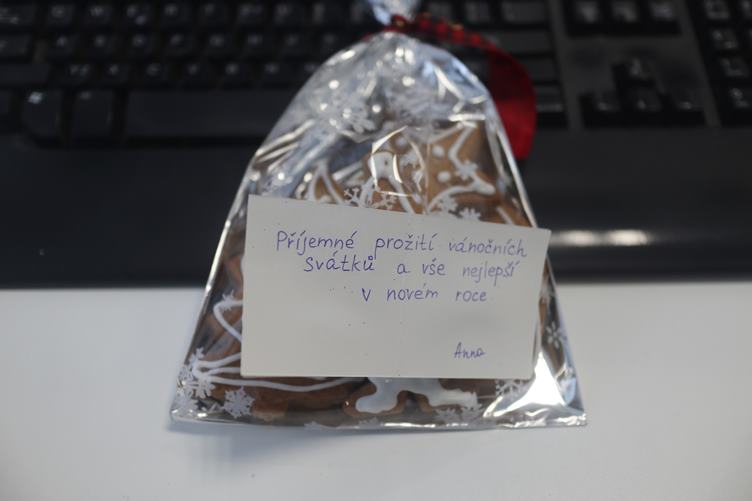 Příjemné prožití vánočních
svátků a vše nejlepší
v novém roce
Anna